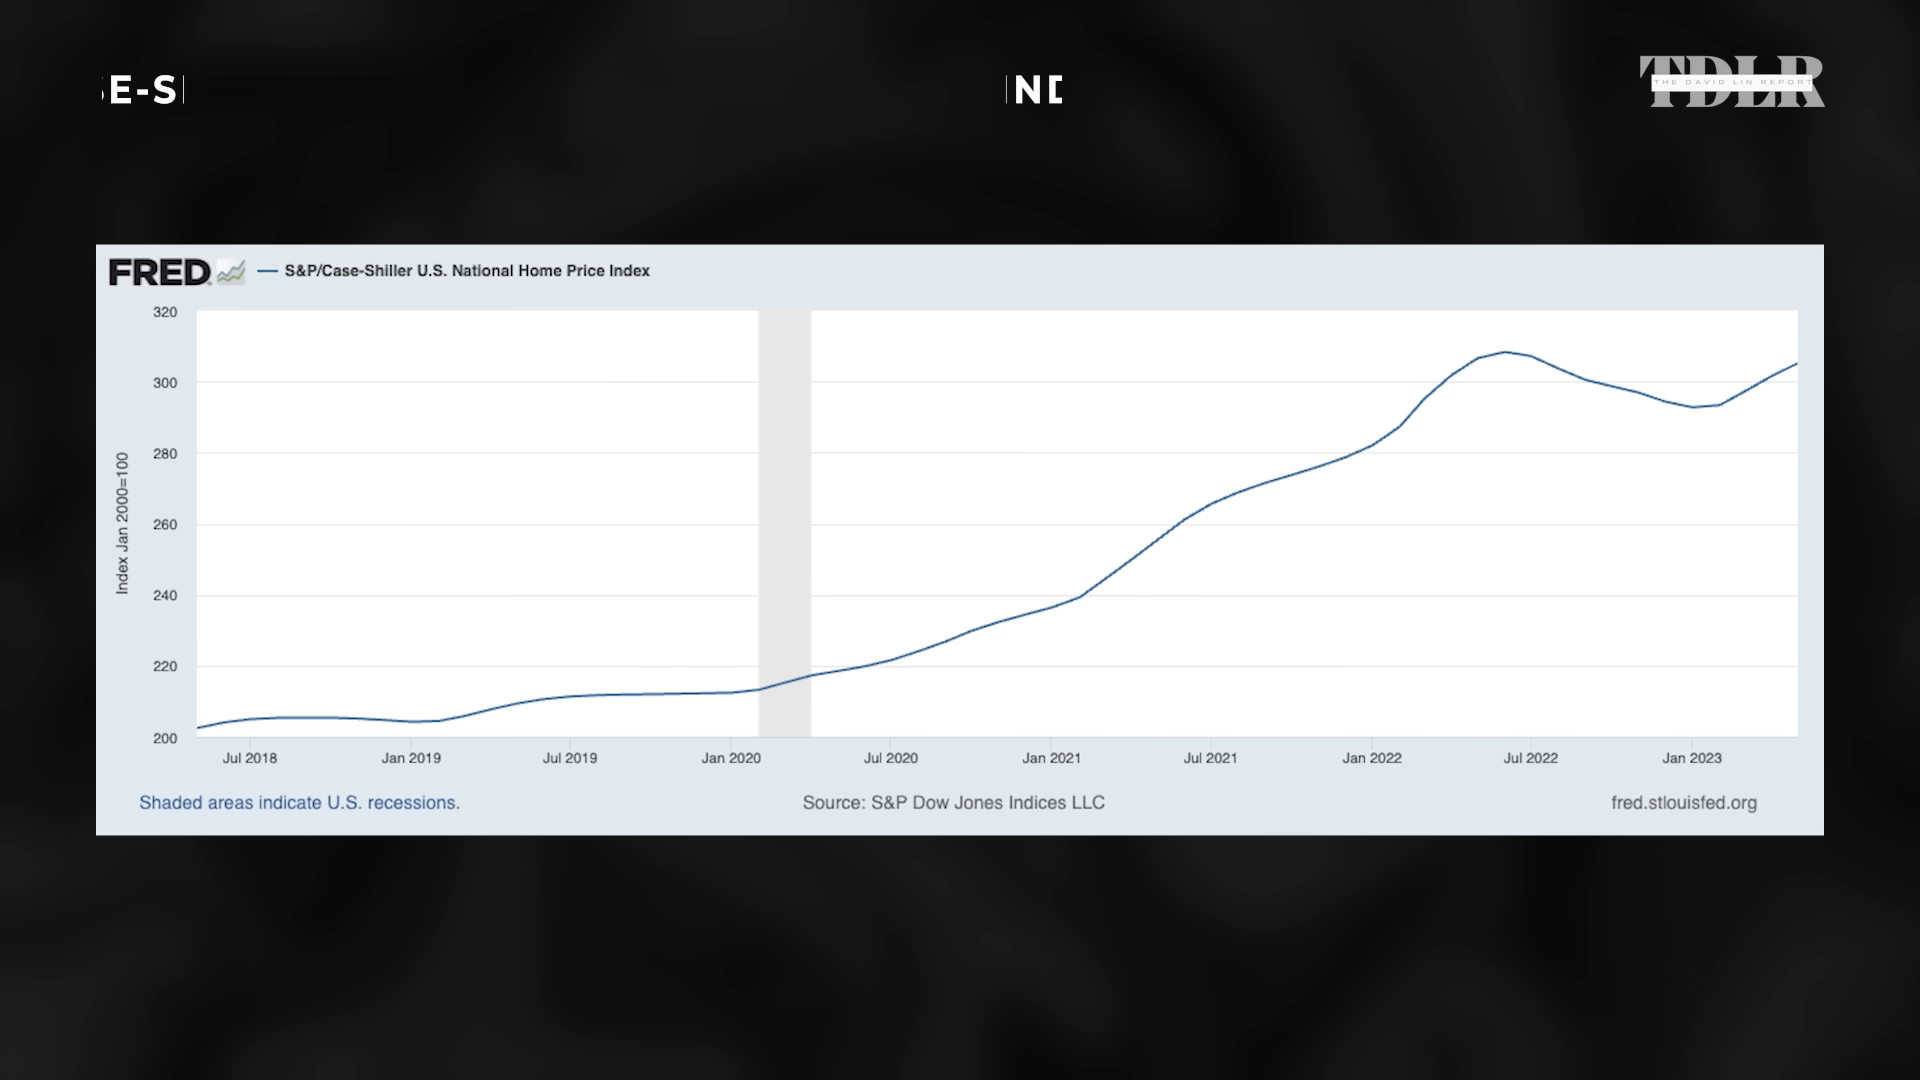 E-S
ND
TDLR
THE DAVID LIN REPORT
FRED
S&P/Case-Shiller U.S. National Home Price Index
320
300
280
260
240
220
200
Index Jan 2000=100
Jul 2018 Jan 2019 Jul 2019 Jan 2020 Jul 2020 Jan 2021 Jul 2021 Jan 2022 Jul 2022 Jan 2023
Shaded areas indicate U.S. recessions.
Source: S&P Dow Jones Indices LLC
fred.stlouisfed.org